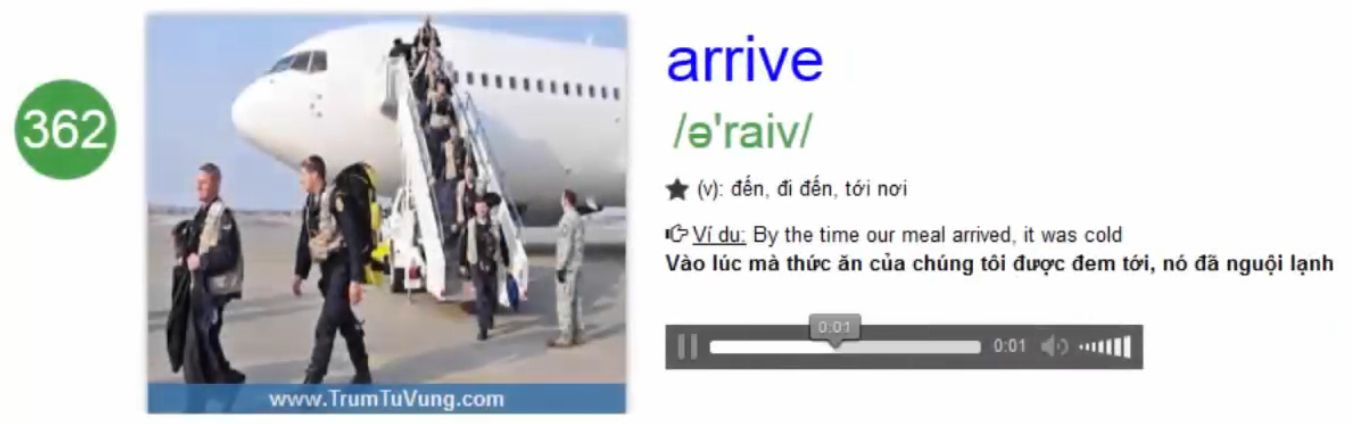 362
www.TrumTuVung.com
arrive
/ə'raiv/
(v): đến, đi đến, tới nơi
Ví dụ: By the time our meal arrived, it was cold
Vào lúc mà thức ăn của chúng tôi được đem tới, nó đã nguội lạnh
0:01
0:01